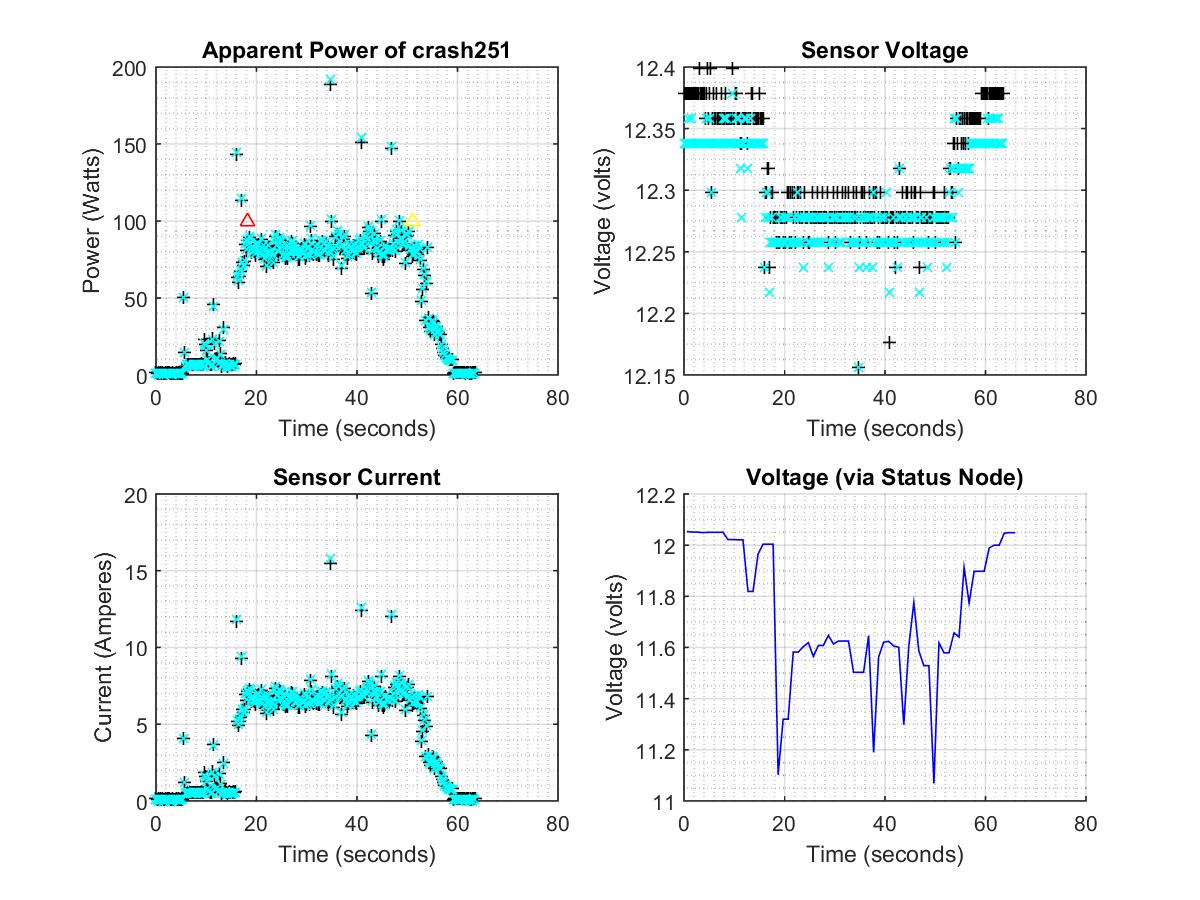 Apparent Power of crash251
200
150
100
50
0
Power (Watts)
0 20 40 60 80
Time (seconds)
Sensor Voltage
12.4
12.35
12.3
12.25
12.2
12.15
Voltage (volts)
0 20 40 60 80
Time (seconds)
Sensor Current
20
15
10
5
0
Current (Amperes)
0 20 40 60 80
Time (seconds)
Voltage (via Status Node)
12.2
12
11.8
11.6
11.4
11.2
11
Voltage (volts)
0 20 40 60 80
Time (seconds)